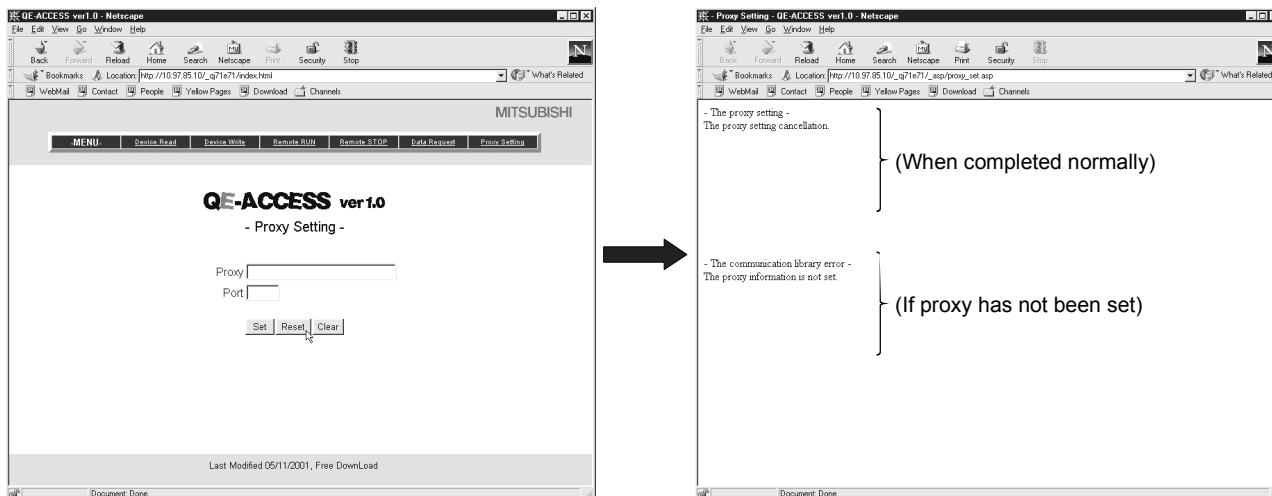 QE-ACCESS ver1.0 - Netscape
File Edit View Go Window Help
Back Forward Reload Home Search Netscape Print Security Stop
Bookmarks Location: http://10.97.85.10/_qj71e71/index.html What's Related
WebMail Contact People Yellow Pages Download Channels
MITSUBISHI
-MENU- Device Read Device Write Remote RUN Remote STOP Data Request Proxy Setting
QE-ACCESS ver1.0
- Proxy Setting -
Proxy
Port
Set Reset Clear
Last Modified 05/11/2001, Free DownLoad
Document: Done
- Proxy Setting - QE-ACCESS ver1.0 - Netscape
File Edit View Go Window Help
Back Forward Reload Home Search Netscape Print Security Stop
Bookmarks Location: http://10.97.85.10/_qj71e71/_asp/proxy_set.asp What's Related
WebMail Contact People Yellow Pages Download Channels
- The proxy setting -
The proxy setting cancellation.
(When completed normally)
- The communication library error -
The proxy information is not set.
(If proxy has not been set)
Document: Done